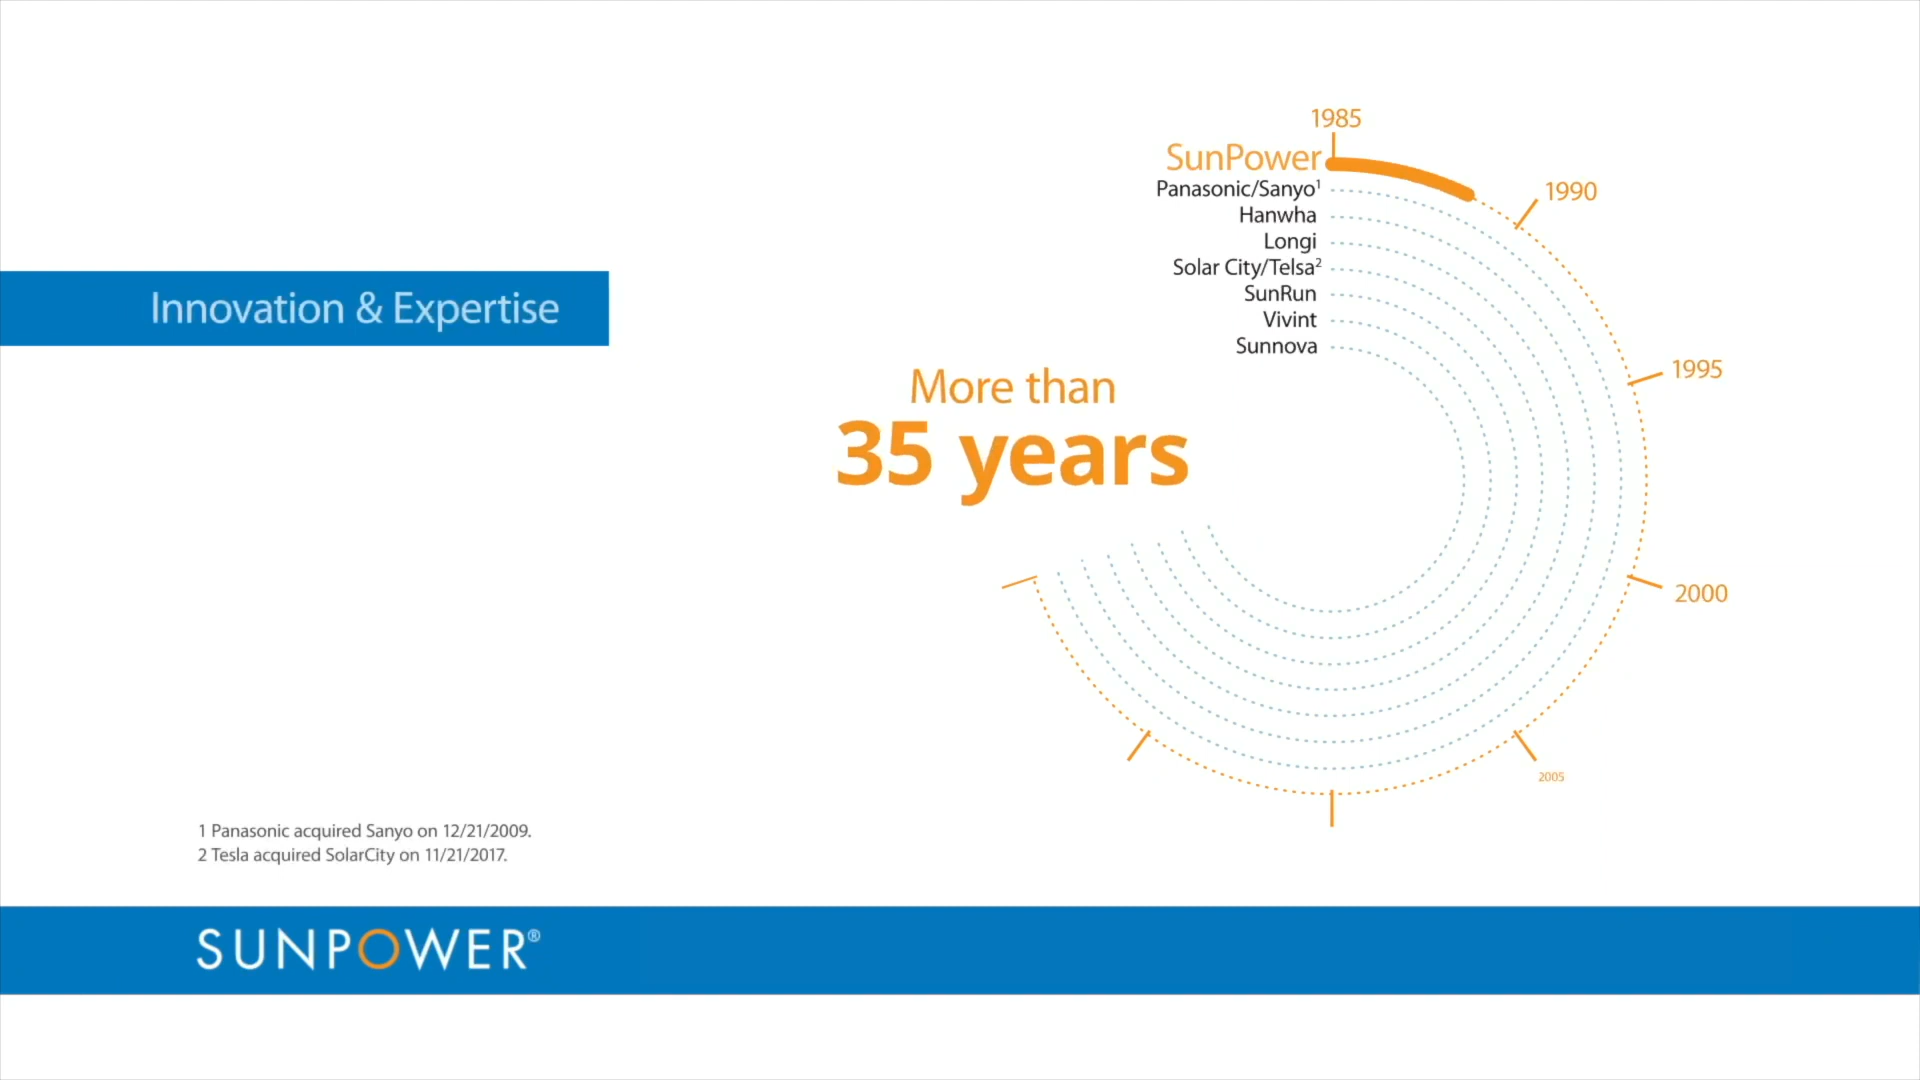 1985
SunPower
1990
Panasonic/Sanyo¹
Hanwha
Longi
Solar City/Telsa²
SunRun
Innovation & Expertise
Vivint
Sunnova
1995
More than
35 years
2000
2005
1 Panasonic acquired Sanyo on 12/21/2009.
2 Tesla acquired SolarCity on 11/21/2017.
SUNPOWER®